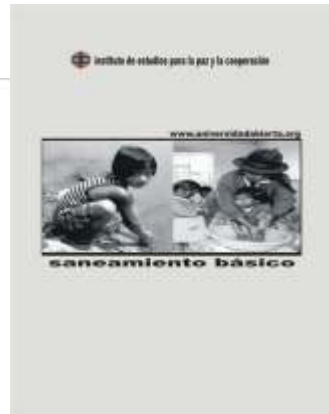 instituto de estudios para la paz y la cooperación
www.universidadabierta.org
saneamiento básico